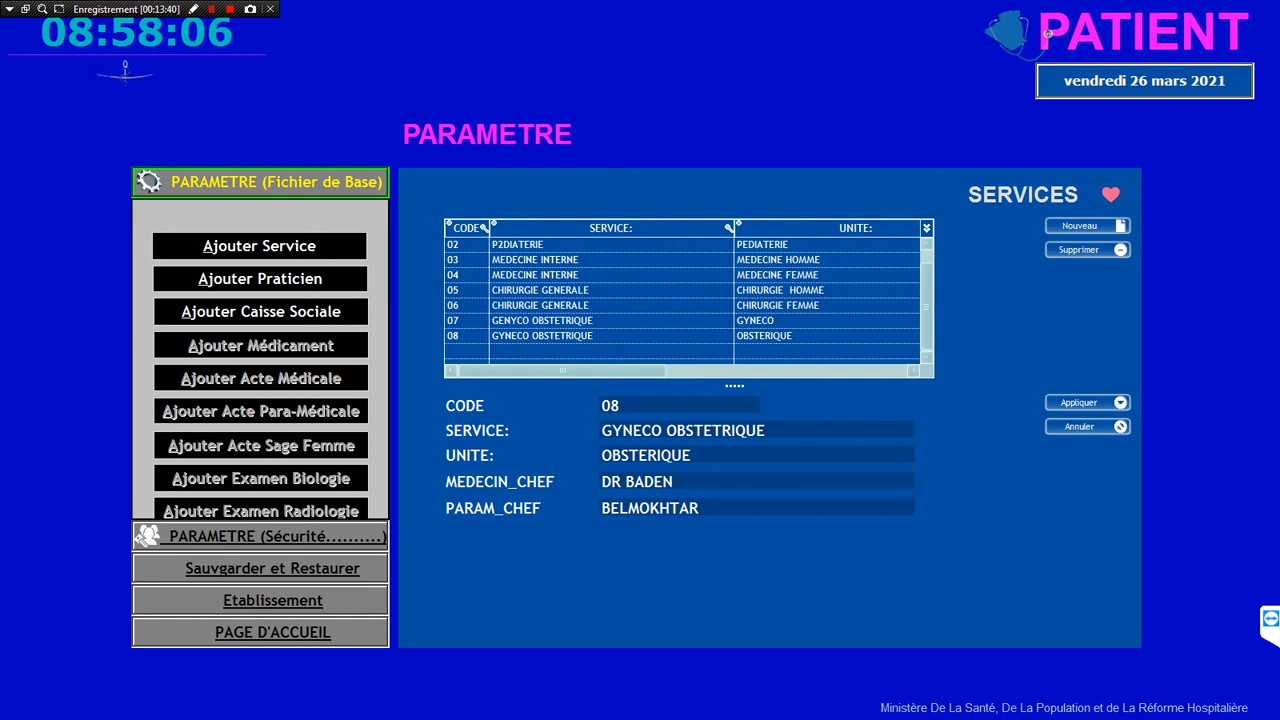 Enregistrement [00:13:40]
08:58:06
PATIENT
vendredi 26 mars 2021
PARAMETRE
PARAMETRE (Fichier de Base)
Ajouter Service
Ajouter Praticien
Ajouter Caisse Sociale
Ajouter Médicament
Ajouter Acte Médicale
Ajouter Acte Para-Médicale
Ajouter Acte Sage Femme
Ajouter Examen Biologie
Ajouter Examen Radiologie
PARAMETRE (Sécurité..........)
Sauvgarder et Restaurer
Etablissement
PAGE D'ACCUEIL
SERVICES
Nouveau
Supprimer
CODE SERVICE: UNITE:
02 P2DIATERIE PEDIATERIE
03 MEDECINE INTERNE MEDECINE HOMME
04 MEDECINE INTERNE MEDECINE FEMME
05 CHIRURGIE GENERALE CHIRURGIE HOMME
06 CHIRURGIE GENERALE CHIRURGIE FEMME
07 GENYCO OBSTETRIQUE GYNECO
08 GYNECO OBSTETRIQUE OBSTERIQUE
CODE 08
SERVICE: GYNECO OBSTETRIQUE
UNITE: OBSTERIQUE
MEDECIN_CHEF DR BADEN
PARAM_CHEF BELMOKHTAR
Appliquer
Annuler
Ministère De La Santé, De La Population et de La Réforme Hospitalière